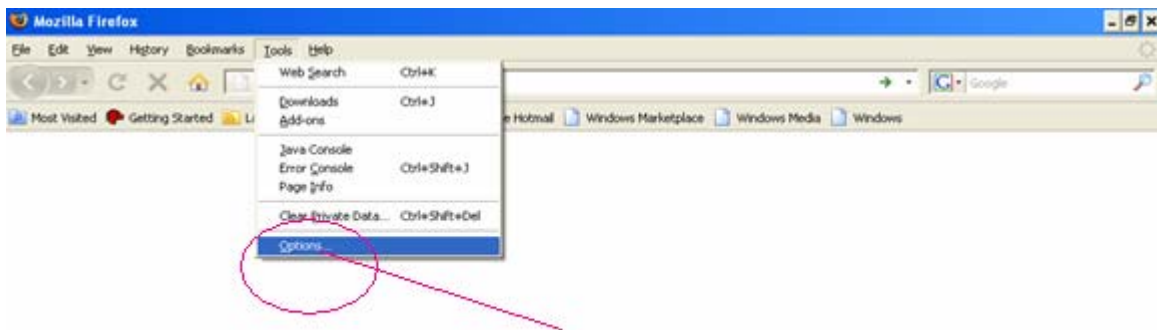 Mozilla Firefox
File Edit View History Bookmarks Tools Help
Web Search Ctrl+K
Google
Downloads Ctrl+J
Add-ons
Most Visited Getting Started Hotmail Windows Marketplace Windows Media Windows
Java Console
Error Console Ctrl+Shift+J
Page Info
Clear Private Data... Ctrl+Shift+Del
Options...